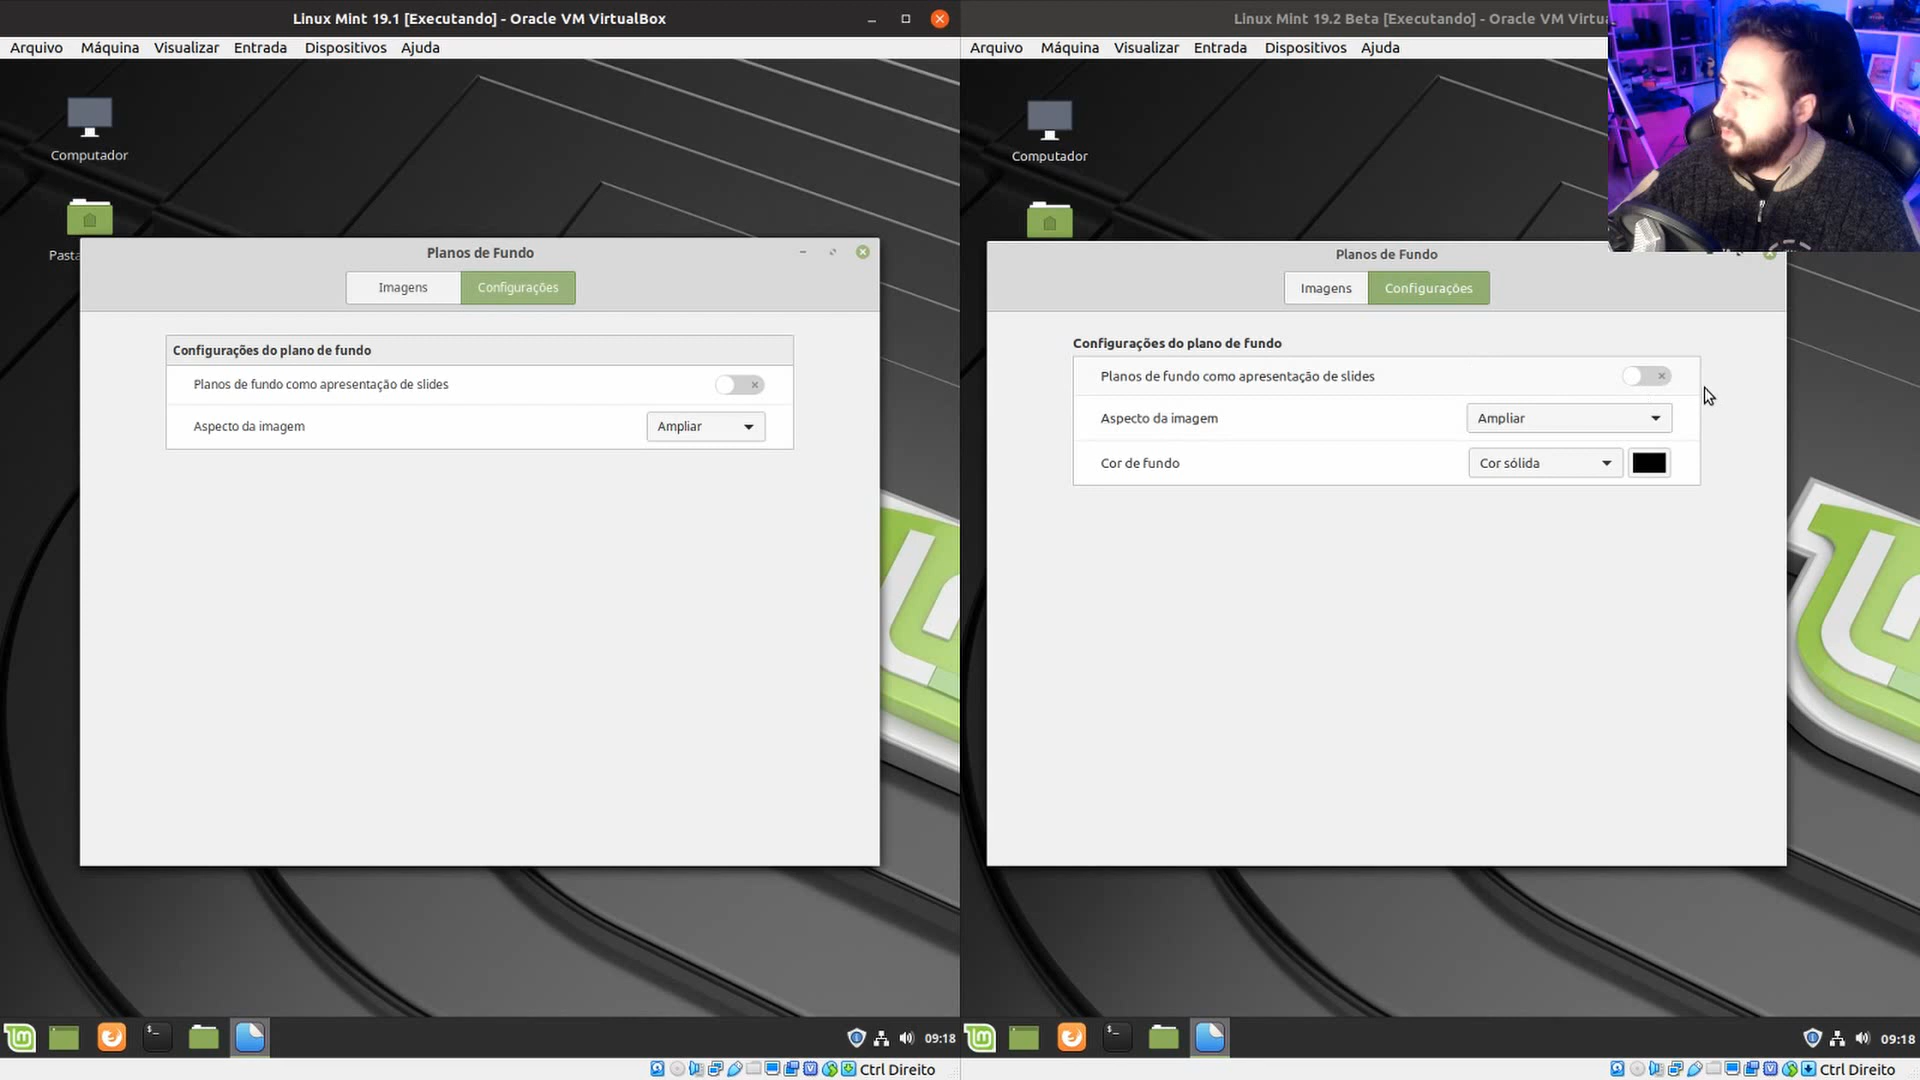 Linux Mint 19.1 [Executando] - Oracle VM VirtualBox
Arquivo Máquina Visualizar Entrada Dispositivos Ajuda
Computador
Pasta
Planos de Fundo
Imagens Configurações
Configurações do plano de fundo
Planos de fundo como apresentação de slides
Aspecto da imagem Ampliar
09:18
Ctrl Direito
Linux Mint 19.2 Beta [Executando] - Oracle VM Virtu
Arquivo Máquina Visualizar Entrada Dispositivos Ajuda
Computador
Planos de Fundo
Imagens Configurações
Configurações do plano de fundo
Planos de fundo como apresentação de slides
Aspecto da imagem Ampliar
Cor de fundo Cor sólida
09:18
Ctrl Direito